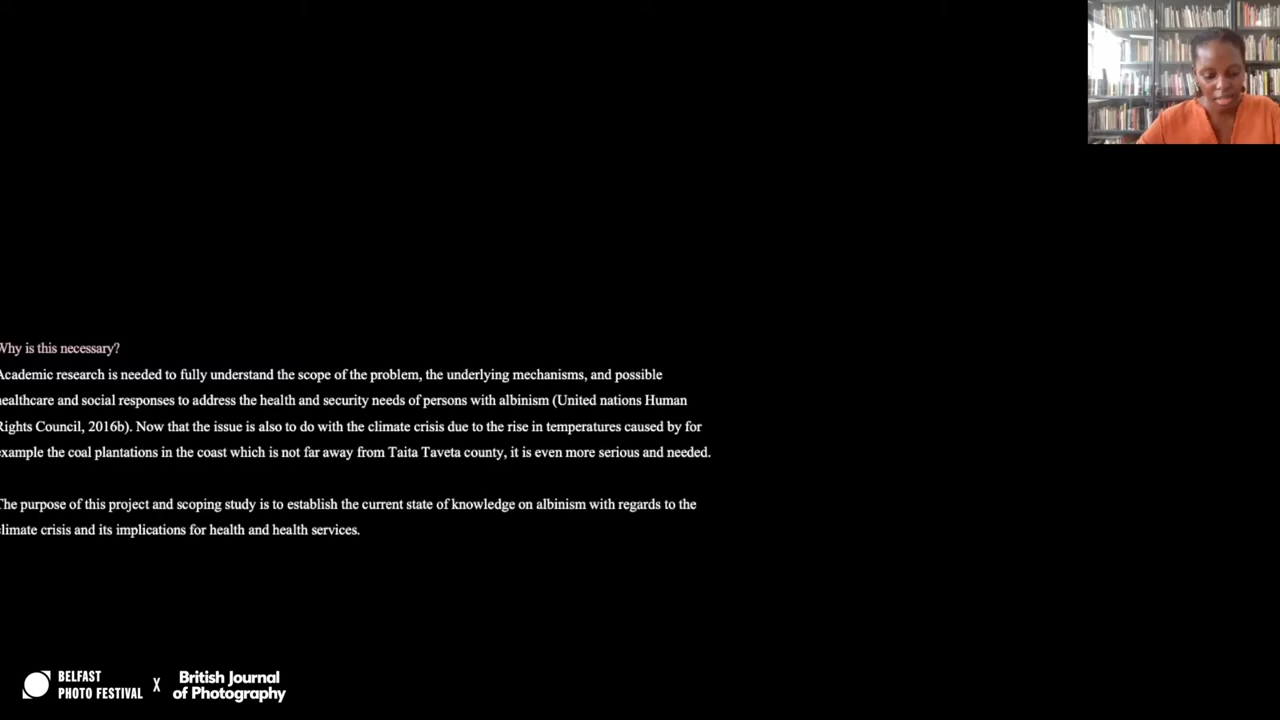 Why is this necessary?
Academic research is needed to fully understand the scope of the problem, the underlying mechanisms, and possible
healthcare and social responses to address the health and security needs of persons with albinism (United nations Human
Rights Council, 2016b). Now that the issue is also to do with the climate crisis due to the rise in temperatures caused by for
example the coal plantations in the coast which is not far away from Taita Taveta county, it is even more serious and needed.
The purpose of this project and scoping study is to establish the current state of knowledge on albinism with regards to the
climate crisis and its implications for health and health services.
BELFAST
PHOTO FESTIVAL
X
British Journal
of Photography